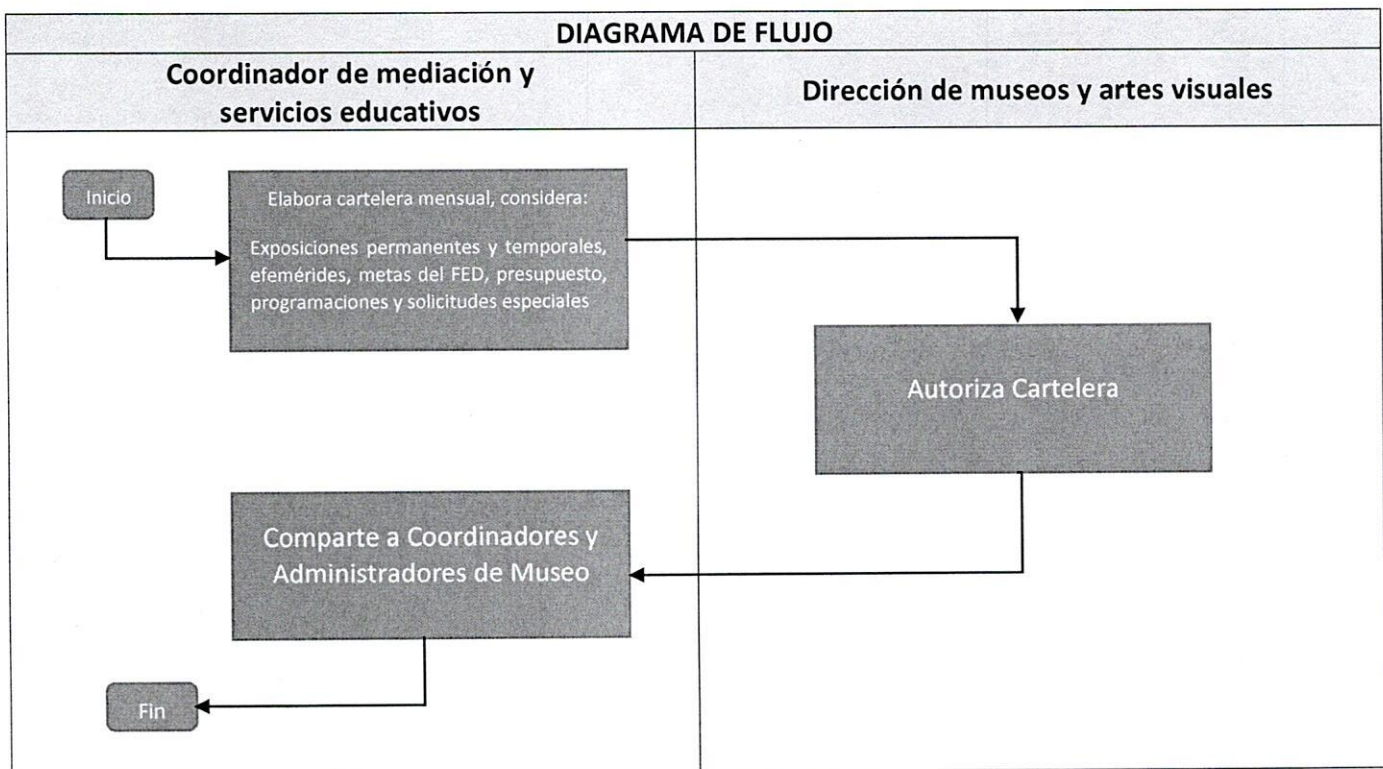 DIAGRAMA DE FLUJO
Coordinador de mediación y
servicios educativos
Dirección de museos y artes visuales
Inicio
Elabora cartelera mensual, considera:
Exposiciones permanentes y temporales,
efemérides, metas del FED, presupuesto,
programaciones y solicitudes especiales
Autoriza Cartelera
Comparte a Coordinadores y
Administradores de Museo
Fin